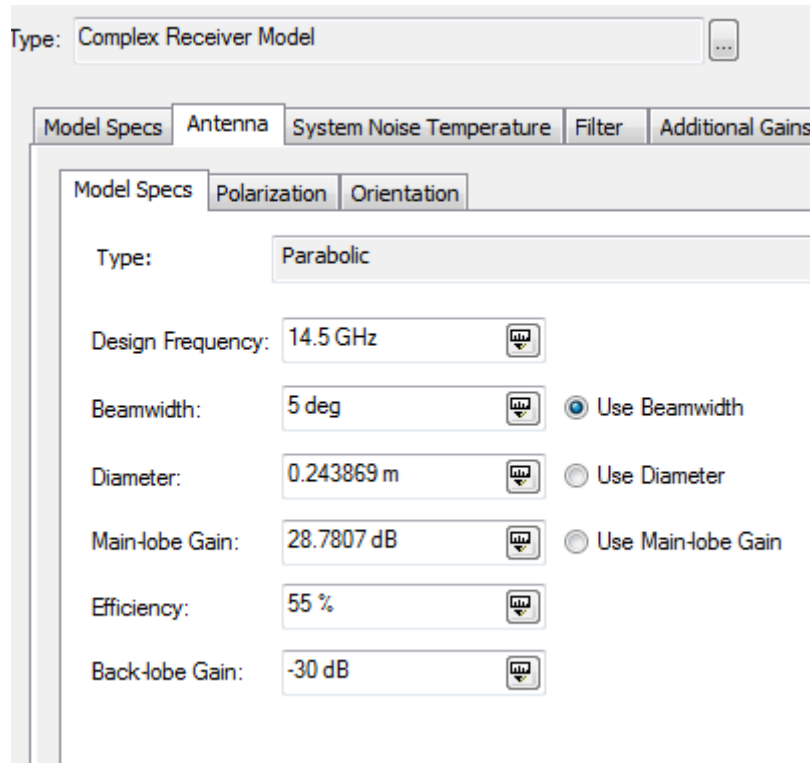 Type: Complex Receiver Model ...
Model Specs Antenna System Noise Temperature Filter Additional Gains
Model Specs Polarization Orientation
Type: Parabolic
Design Frequency: 14.5 GHz
Beamwidth: 5 deg Use Beamwidth
Diameter: 0.243869 m Use Diameter
Main-lobe Gain: 28.7807 dB Use Main-lobe Gain
Efficiency: 55 %
Back-lobe Gain: -30 dB